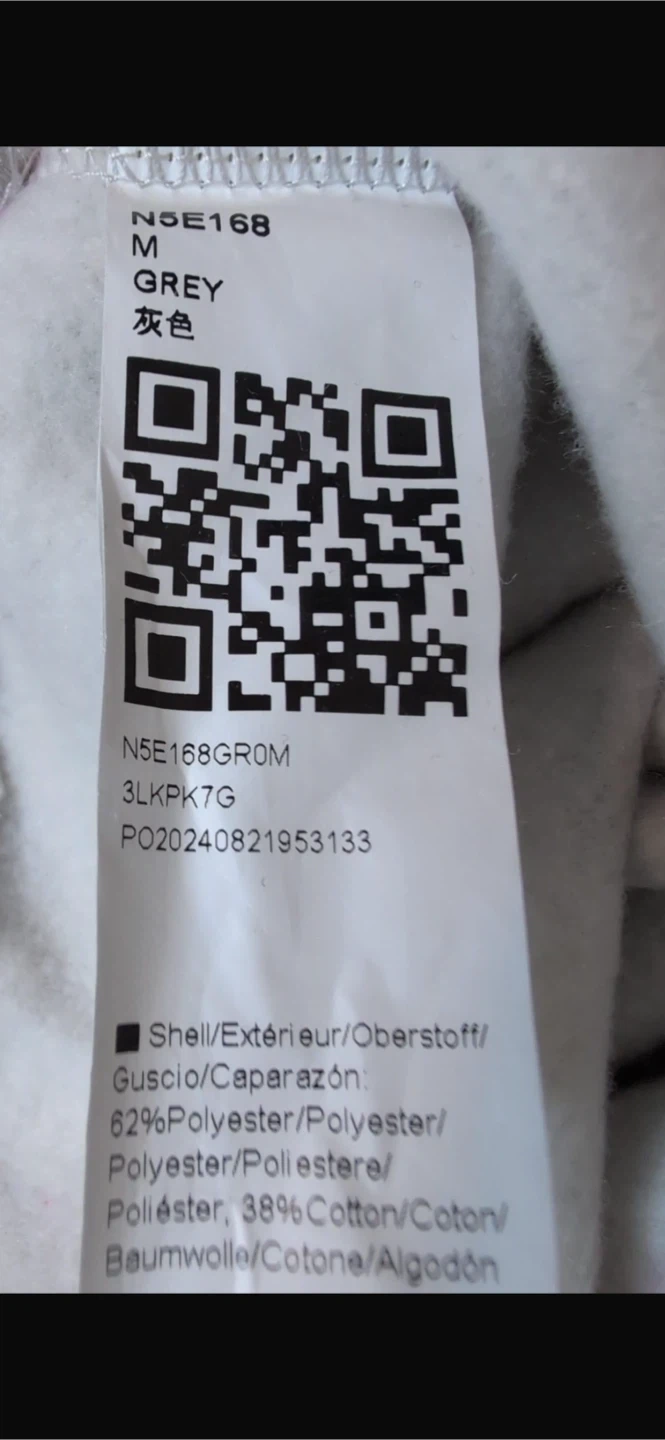 N5E168
M
GREY
灰色
N5E168GR0M
3LKPK7G
PO20240821953133
Shell/Extérieur/Oberstoff/
Guscio/Caparazón:
62%Polyester/Polyester/
Polyester/Poliestere/
Poliéster, 38%Cotton/Coton/
Baumwolle/Cotone/Algodón